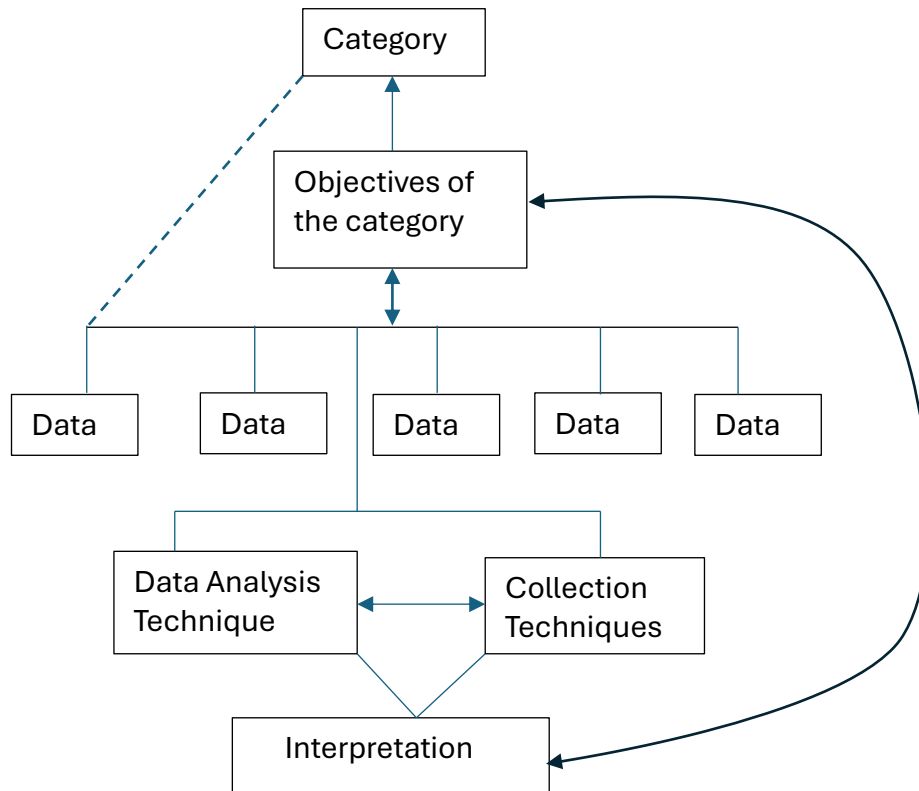 Category
Objectives of
the category
Data
Data
Data
Data
Data
Data Analysis
Technique
Collection
Techniques
Interpretation